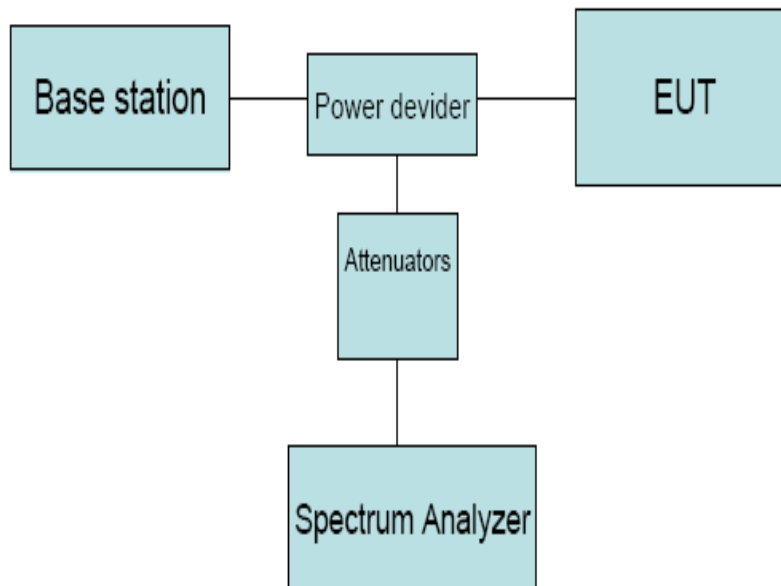 Base station
Power devider
EUT
Attenuators
Spectrum Analyzer